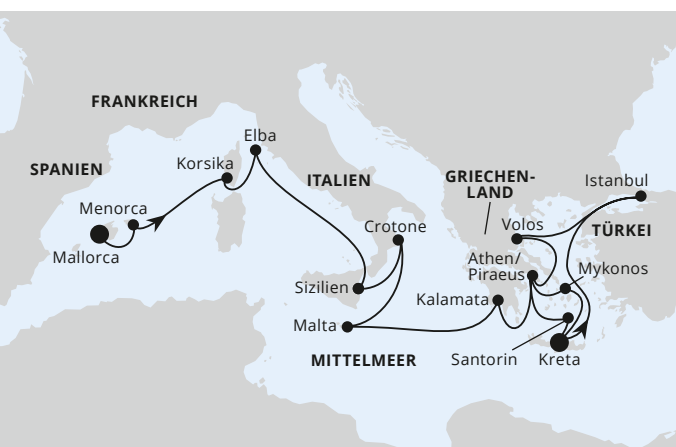 FRANKREICH
Elba
Korsika
SPANIEN
ITALIEN
GRIECHEN-
LAND
Istanbul
Menorca
Crotone
Volos
TÜRKEI
Mallorca
Athen/
Piraeus
Mykonos
Sizilien
Kalamata
Malta
MITTELMEER
Santorin
Kreta